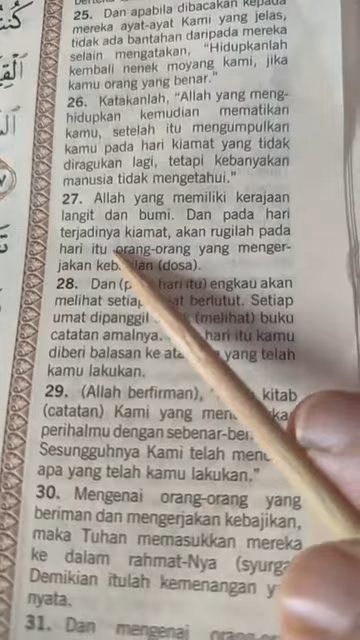 25. Dan apabila dibacakan kepada
mereka ayat-ayat Kami yang jelas,
tidak ada bantahan daripada mereka
selain mengatakan, “Hidupkanlah
kembali nenek moyang kami, jika
kamu orang yang benar.”
26. Katakanlah, “Allah yang meng-
hidupkan kemudian mematikan
kamu, setelah itu mengumpulkan
kamu pada hari kiamat yang tidak
diragukan lagi, tetapi kebanyakan
manusia tidak mengetahui.”
27. Allah yang memiliki kerajaan
langit dan bumi. Dan pada hari
terjadinya kiamat, akan rugilah pada
hari itu orang-orang yang menger-
jakan (dosa).
28. Dan hari itu) engkau akan
melihat berlutut. Setiap
umat dipanggil (melihat) buku
catatan amalnya. hari itu kamu
diberi balasan yang telah
kamu lakukan.
29. (Allah berfirman), kitab
(catatan) Kami yang
perihalmu dengan
Sesungguhnya Kami telah
apa yang telah kamu lakukan.”
30. Mengenai orang-orang yang
beriman dan mengerjakan kebajikan,
maka Tuhan memasukkan mereka
ke dalam rahmat-Nya
Demikian itulah kemenangan
nyata.
31. Dan mengenai